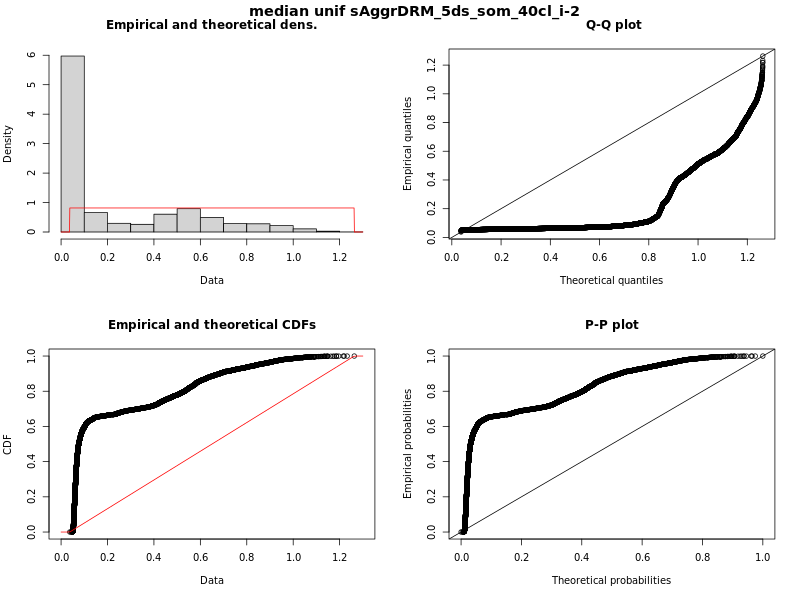 median unif sAggrDRM_5ds_som_40cl_i-2
Empirical and theoretical dens.
Density
0 1 2 3 4 5 6
0.0 0.2 0.4 0.6 0.8 1.0 1.2
Data
Q-Q plot
Empirical quantiles
0.0 0.2 0.4 0.6 0.8 1.0 1.2
0.0 0.2 0.4 0.6 0.8 1.0 1.2
Theoretical quantiles
Empirical and theoretical CDFs
CDF
0.0 0.2 0.4 0.6 0.8 1.0
0.0 0.2 0.4 0.6 0.8 1.0 1.2
Data
P-P plot
Empirical probabilities
0.0 0.2 0.4 0.6 0.8 1.0
0.0 0.2 0.4 0.6 0.8 1.0
Theoretical probabilities